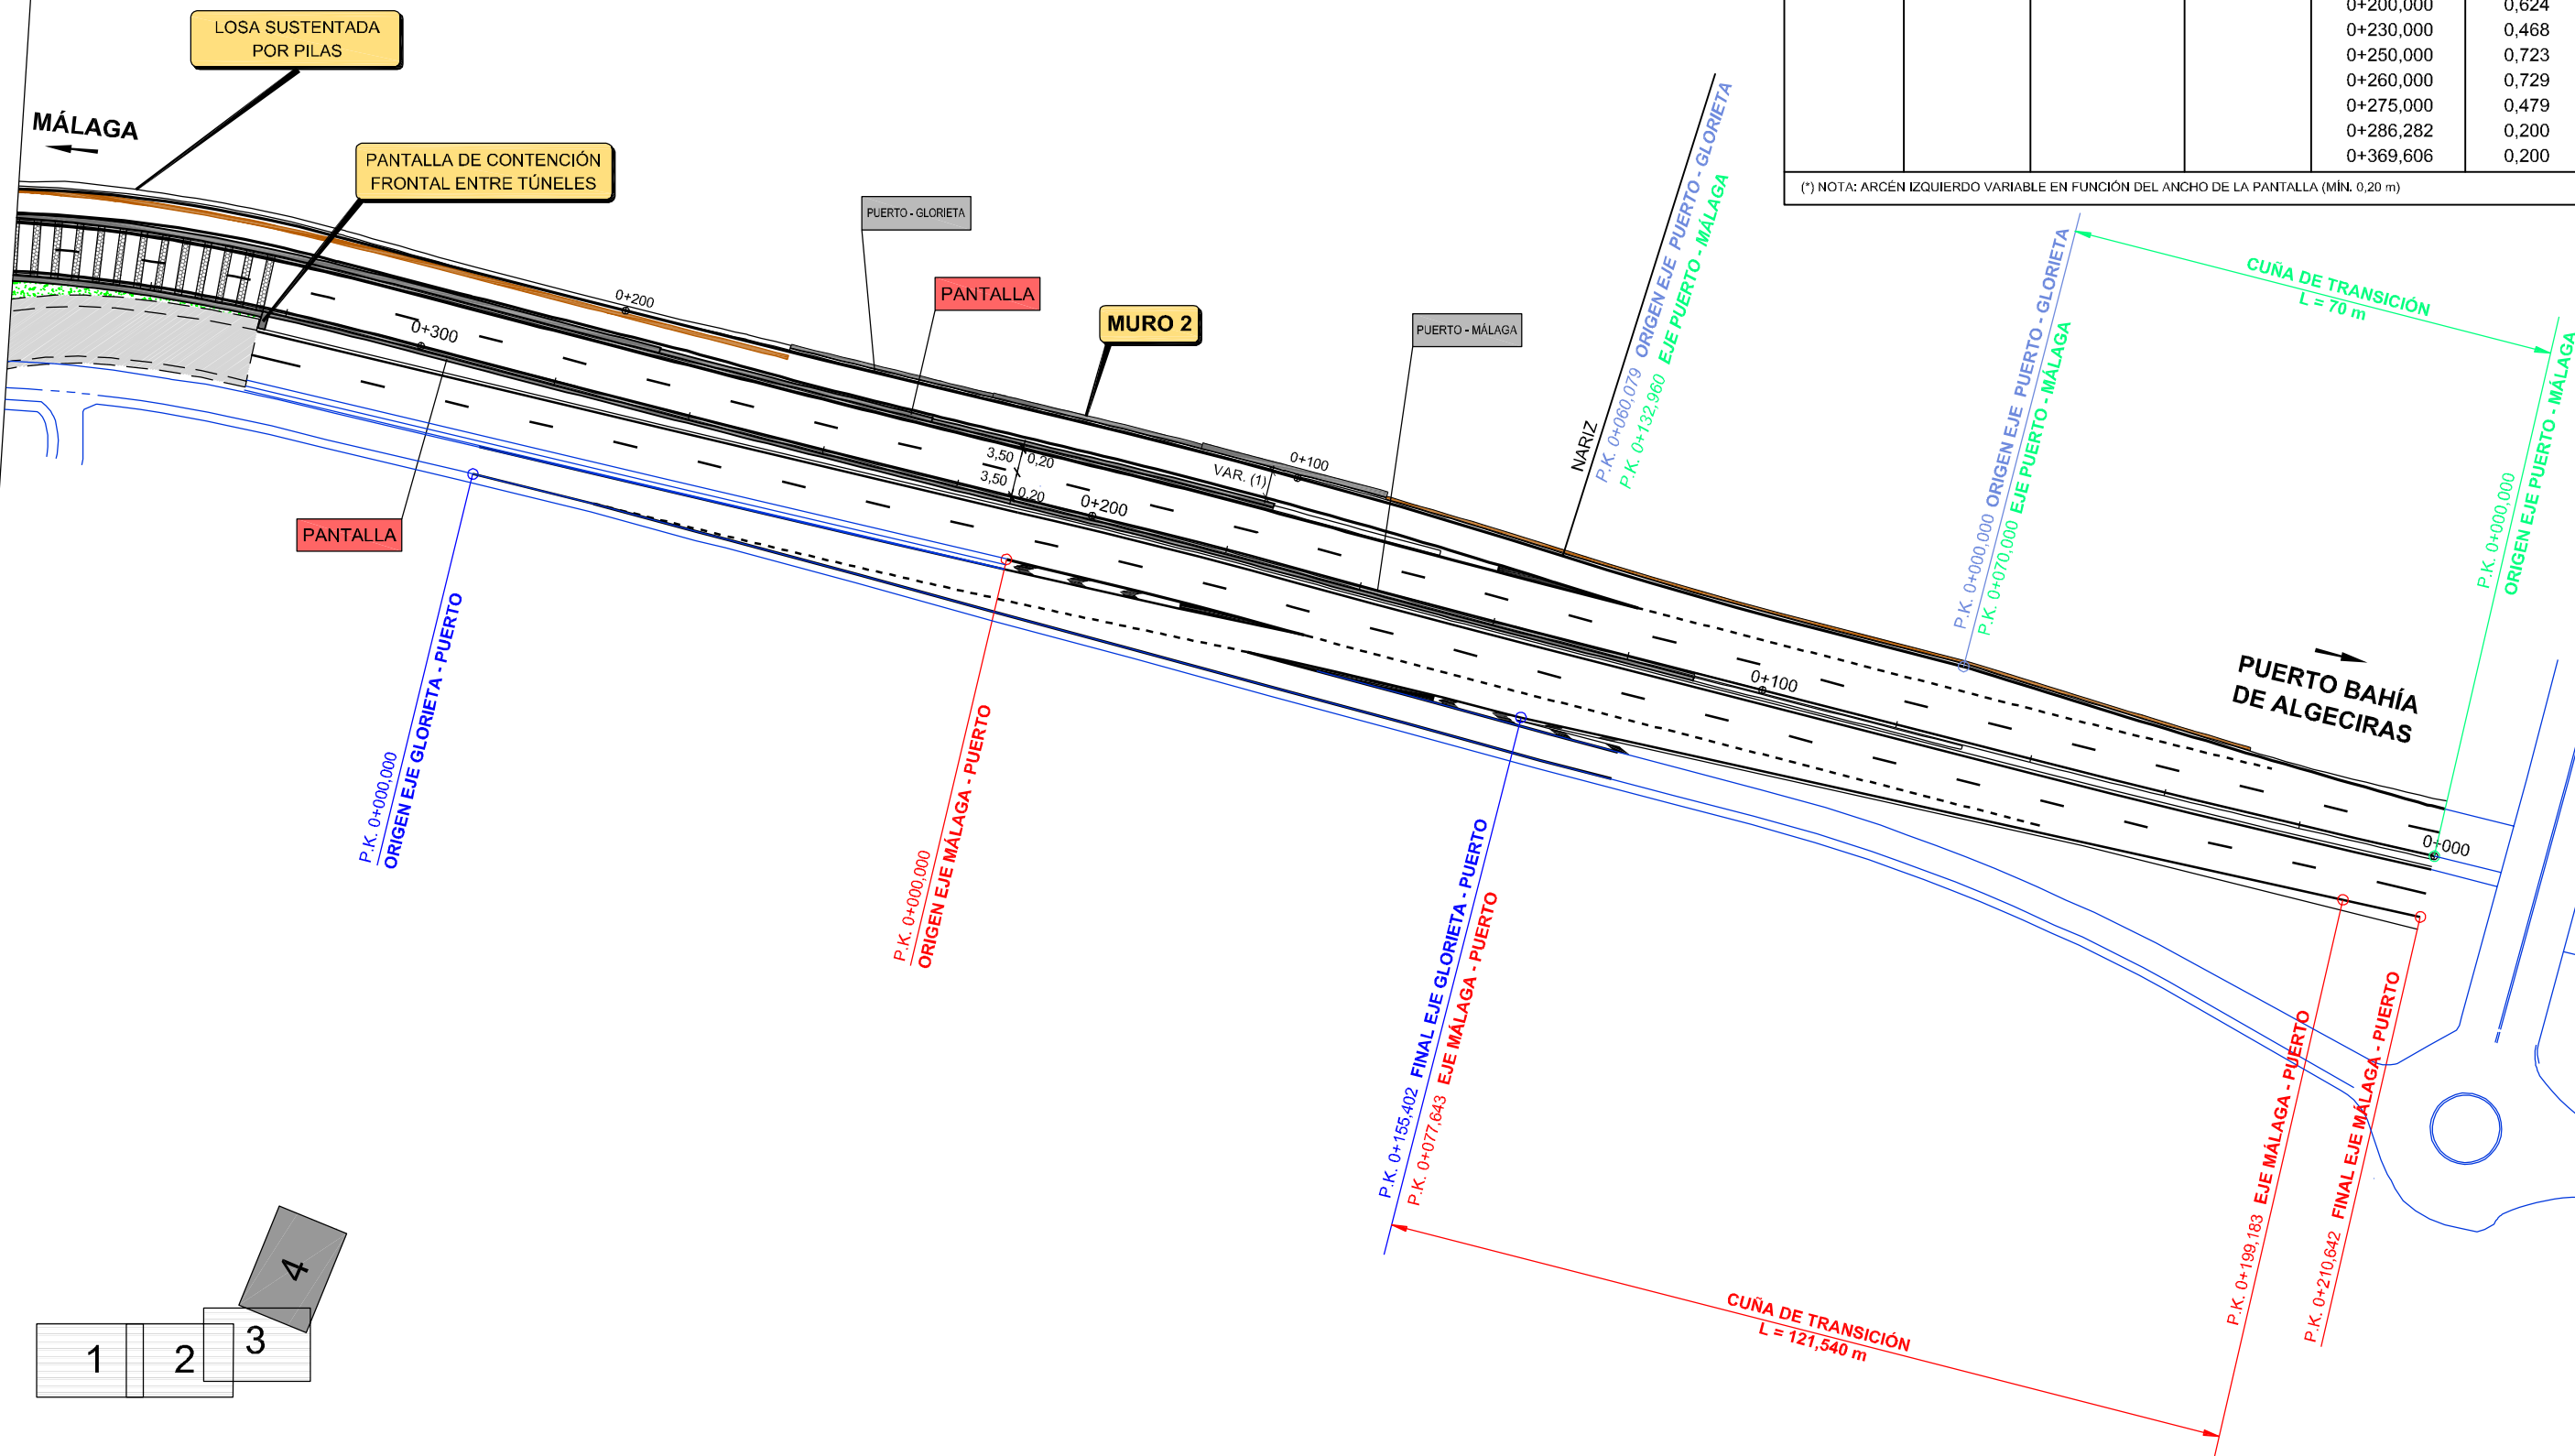 LOSA SUSTENTADA
POR PILAS
MÁLAGA
PANTALLA DE CONTENCIÓN
FRONTAL ENTRE TÚNELES
0+200,000 0,624
0+230,000 0,468
0+250,000 0,723
0+260,000 0,729
0+275,000 0,479
0+286,282 0,200
0+369,606 0,200
(*) NOTA: ARCÉN IZQUIERDO VARIABLE EN FUNCIÓN DEL ANCHO DE LA PANTALLA (MÍN. 0,20 m)
PUERTO - GLORIETA
PANTALLA
MURO 2
PUERTO - MÁLAGA
0+200
0+300
NARIZ
P.K. 0+060,079 ORIGEN EJE PUERTO - GLORIETA
P.K. 0+132,960 EJE PUERTO - MÁLAGA
P.K. 0+000,000 ORIGEN EJE PUERTO - GLORIETA
P.K. 0+070,000 EJE PUERTO - MÁLAGA
CUÑA DE TRANSICIÓN
L = 70 m
P.K. 0+000,000
ORIGEN EJE PUERTO - MÁLAGA
3,50 0,20
3,50 0,20
VAR. (1)
0+100
0+200
PANTALLA
0+100
PUERTO BAHÍA
DE ALGECIRAS
0+000
P.K. 0+000,000
ORIGEN EJE GLORIETA - PUERTO
P.K. 0+000,000
ORIGEN EJE MÁLAGA - PUERTO
P.K. 0+155,402 FINAL EJE GLORIETA - PUERTO
P.K. 0+077,643 EJE MÁLAGA - PUERTO
P.K. 0+199,183 EJE MÁLAGA - PUERTO
P.K. 0+210,642 FINAL EJE MÁLAGA - PUERTO
CUÑA DE TRANSICIÓN
L = 121,540 m
4
1 2 3